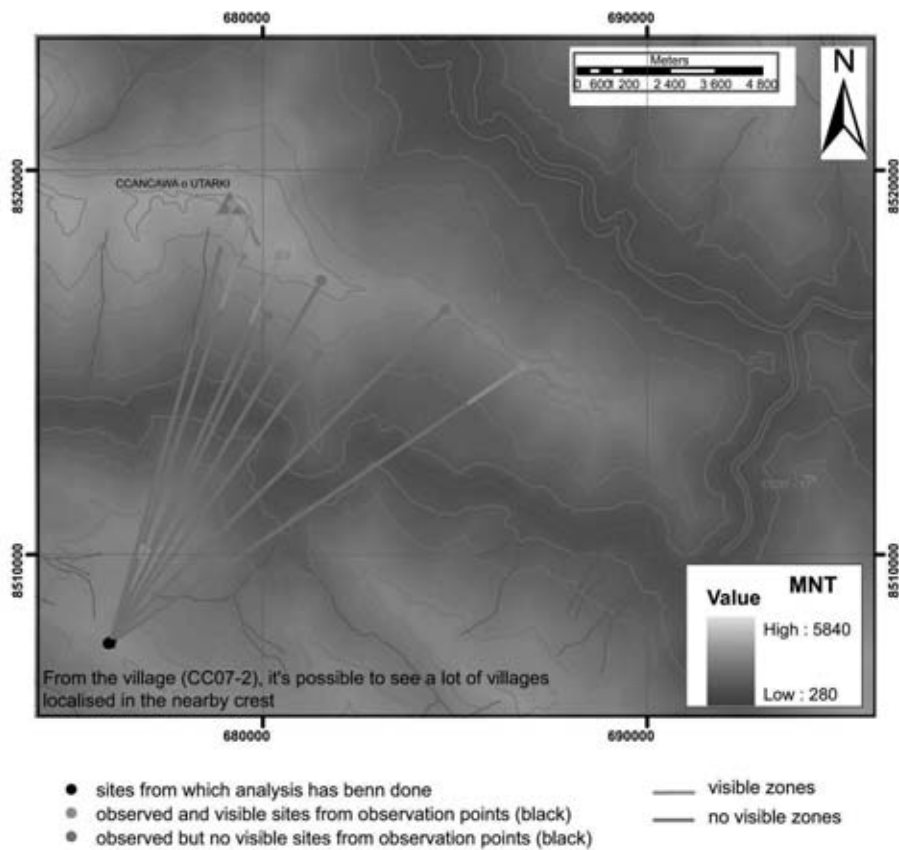 680000 690000
Meters
0 600 1 200 2 400 3 600 4 800
N
8520000 8520000
CCANCAWA o UTARKI
8510000 8510000
MNT
Value
High : 5840
Low : 280
From the village (CC07-2), it's possible to see a lot of villages
localised in the nearby crest
680000 690000
sites from which analysis has benn done
observed and visible sites from observation points (black)
observed but no visible sites from observation points (black)
visible zones
no visible zones